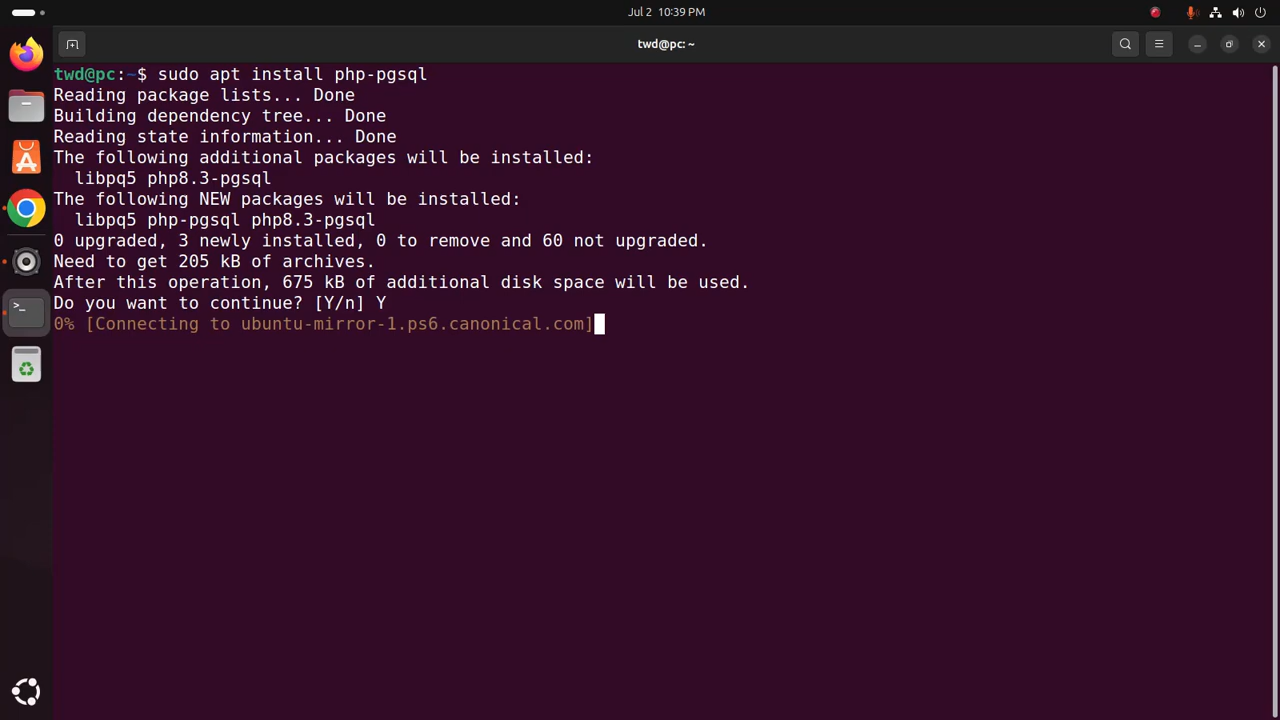 Jul 2 10:39 PM
twd@pc: ~
twd@pc:~$ sudo apt install php-pgsql
Reading package lists... Done
Building dependency tree... Done
Reading state information... Done
The following additional packages will be installed:
  libpq5 php8.3-pgsql
The following NEW packages will be installed:
  libpq5 php-pgsql php8.3-pgsql
0 upgraded, 3 newly installed, 0 to remove and 60 not upgraded.
Need to get 205 kB of archives.
After this operation, 675 kB of additional disk space will be used.
Do you want to continue? [Y/n] Y
0% [Connecting to ubuntu-mirror-1.ps6.canonical.com]